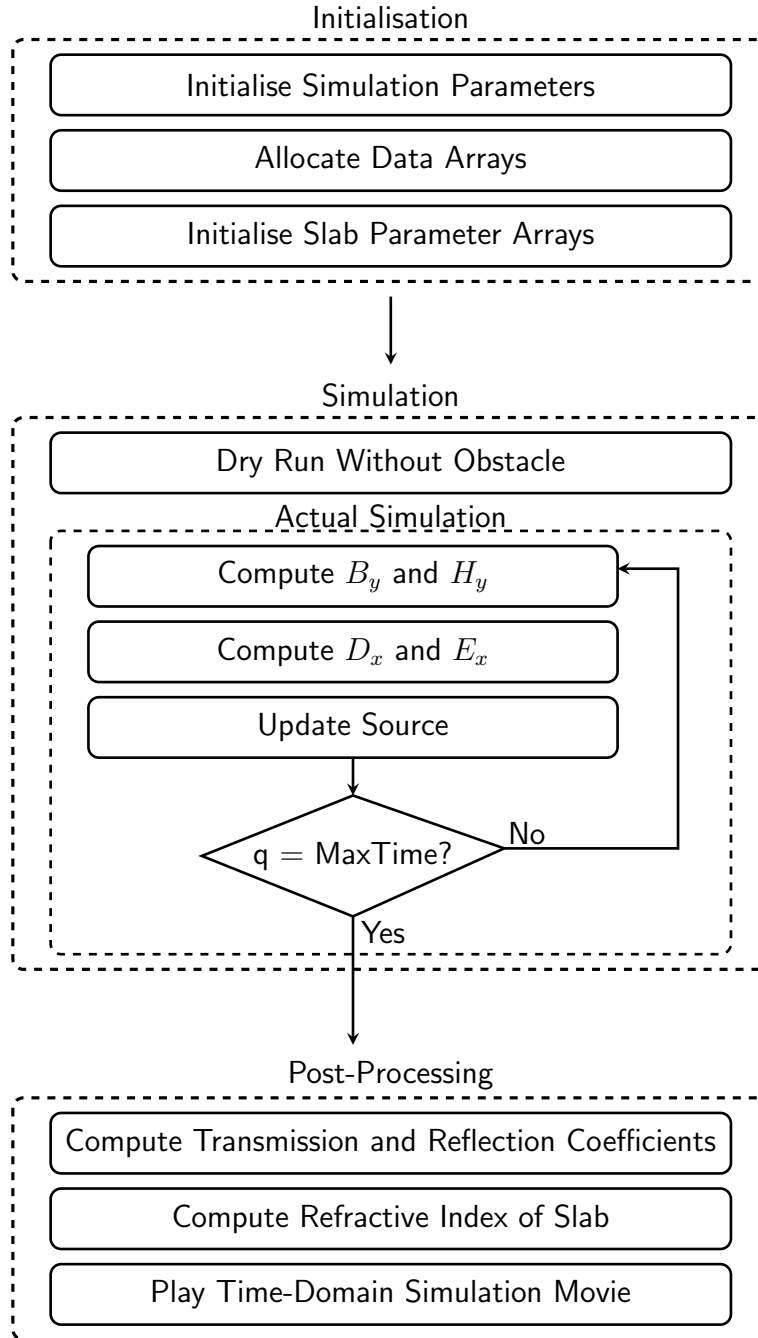 Initialisation
Initialise Simulation Parameters
Allocate Data Arrays
Initialise Slab Parameter Arrays
Simulation
Dry Run Without Obstacle
Actual Simulation
Compute B_y and H_y
Compute D_x and E_x
Update Source
q = MaxTime?
No
Yes
Post-Processing
Compute Transmission and Reflection Coefficients
Compute Refractive Index of Slab
Play Time-Domain Simulation Movie